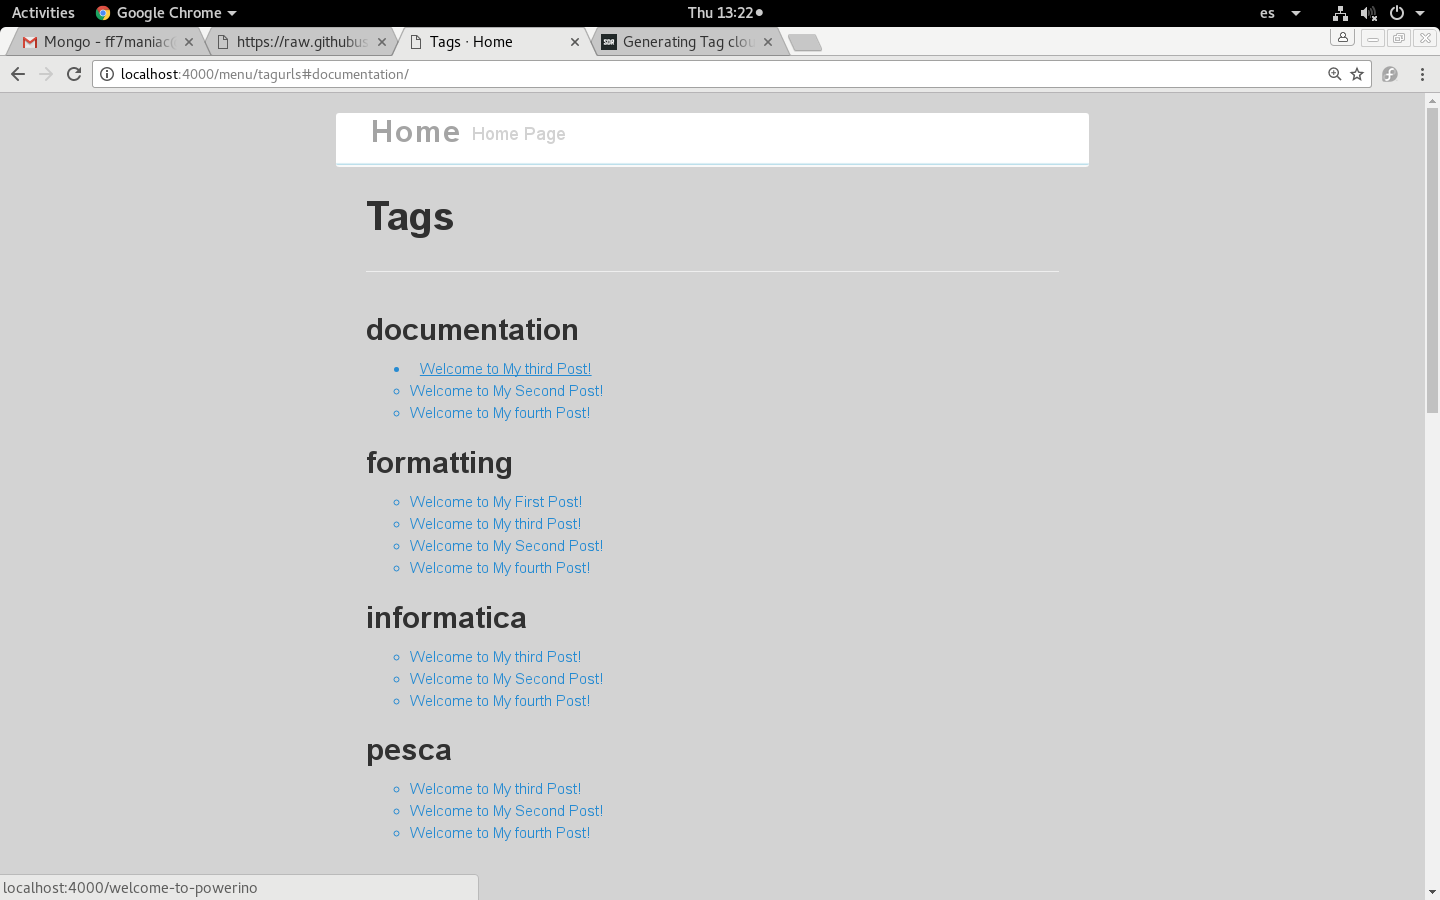 Activities Google Chrome Thu 13:22 es
Mongo - ff7maniac@ https://raw.githubus Tags · Home SDR Generating Tag clou
localhost:4000/menu/tagurls#documentation/
Home Home Page
Tags
documentation
Welcome to My third Post!
Welcome to My Second Post!
Welcome to My fourth Post!
formatting
Welcome to My First Post!
Welcome to My third Post!
Welcome to My Second Post!
Welcome to My fourth Post!
informatica
Welcome to My third Post!
Welcome to My Second Post!
Welcome to My fourth Post!
pesca
Welcome to My third Post!
Welcome to My Second Post!
Welcome to My fourth Post!
localhost:4000/welcome-to-powerino